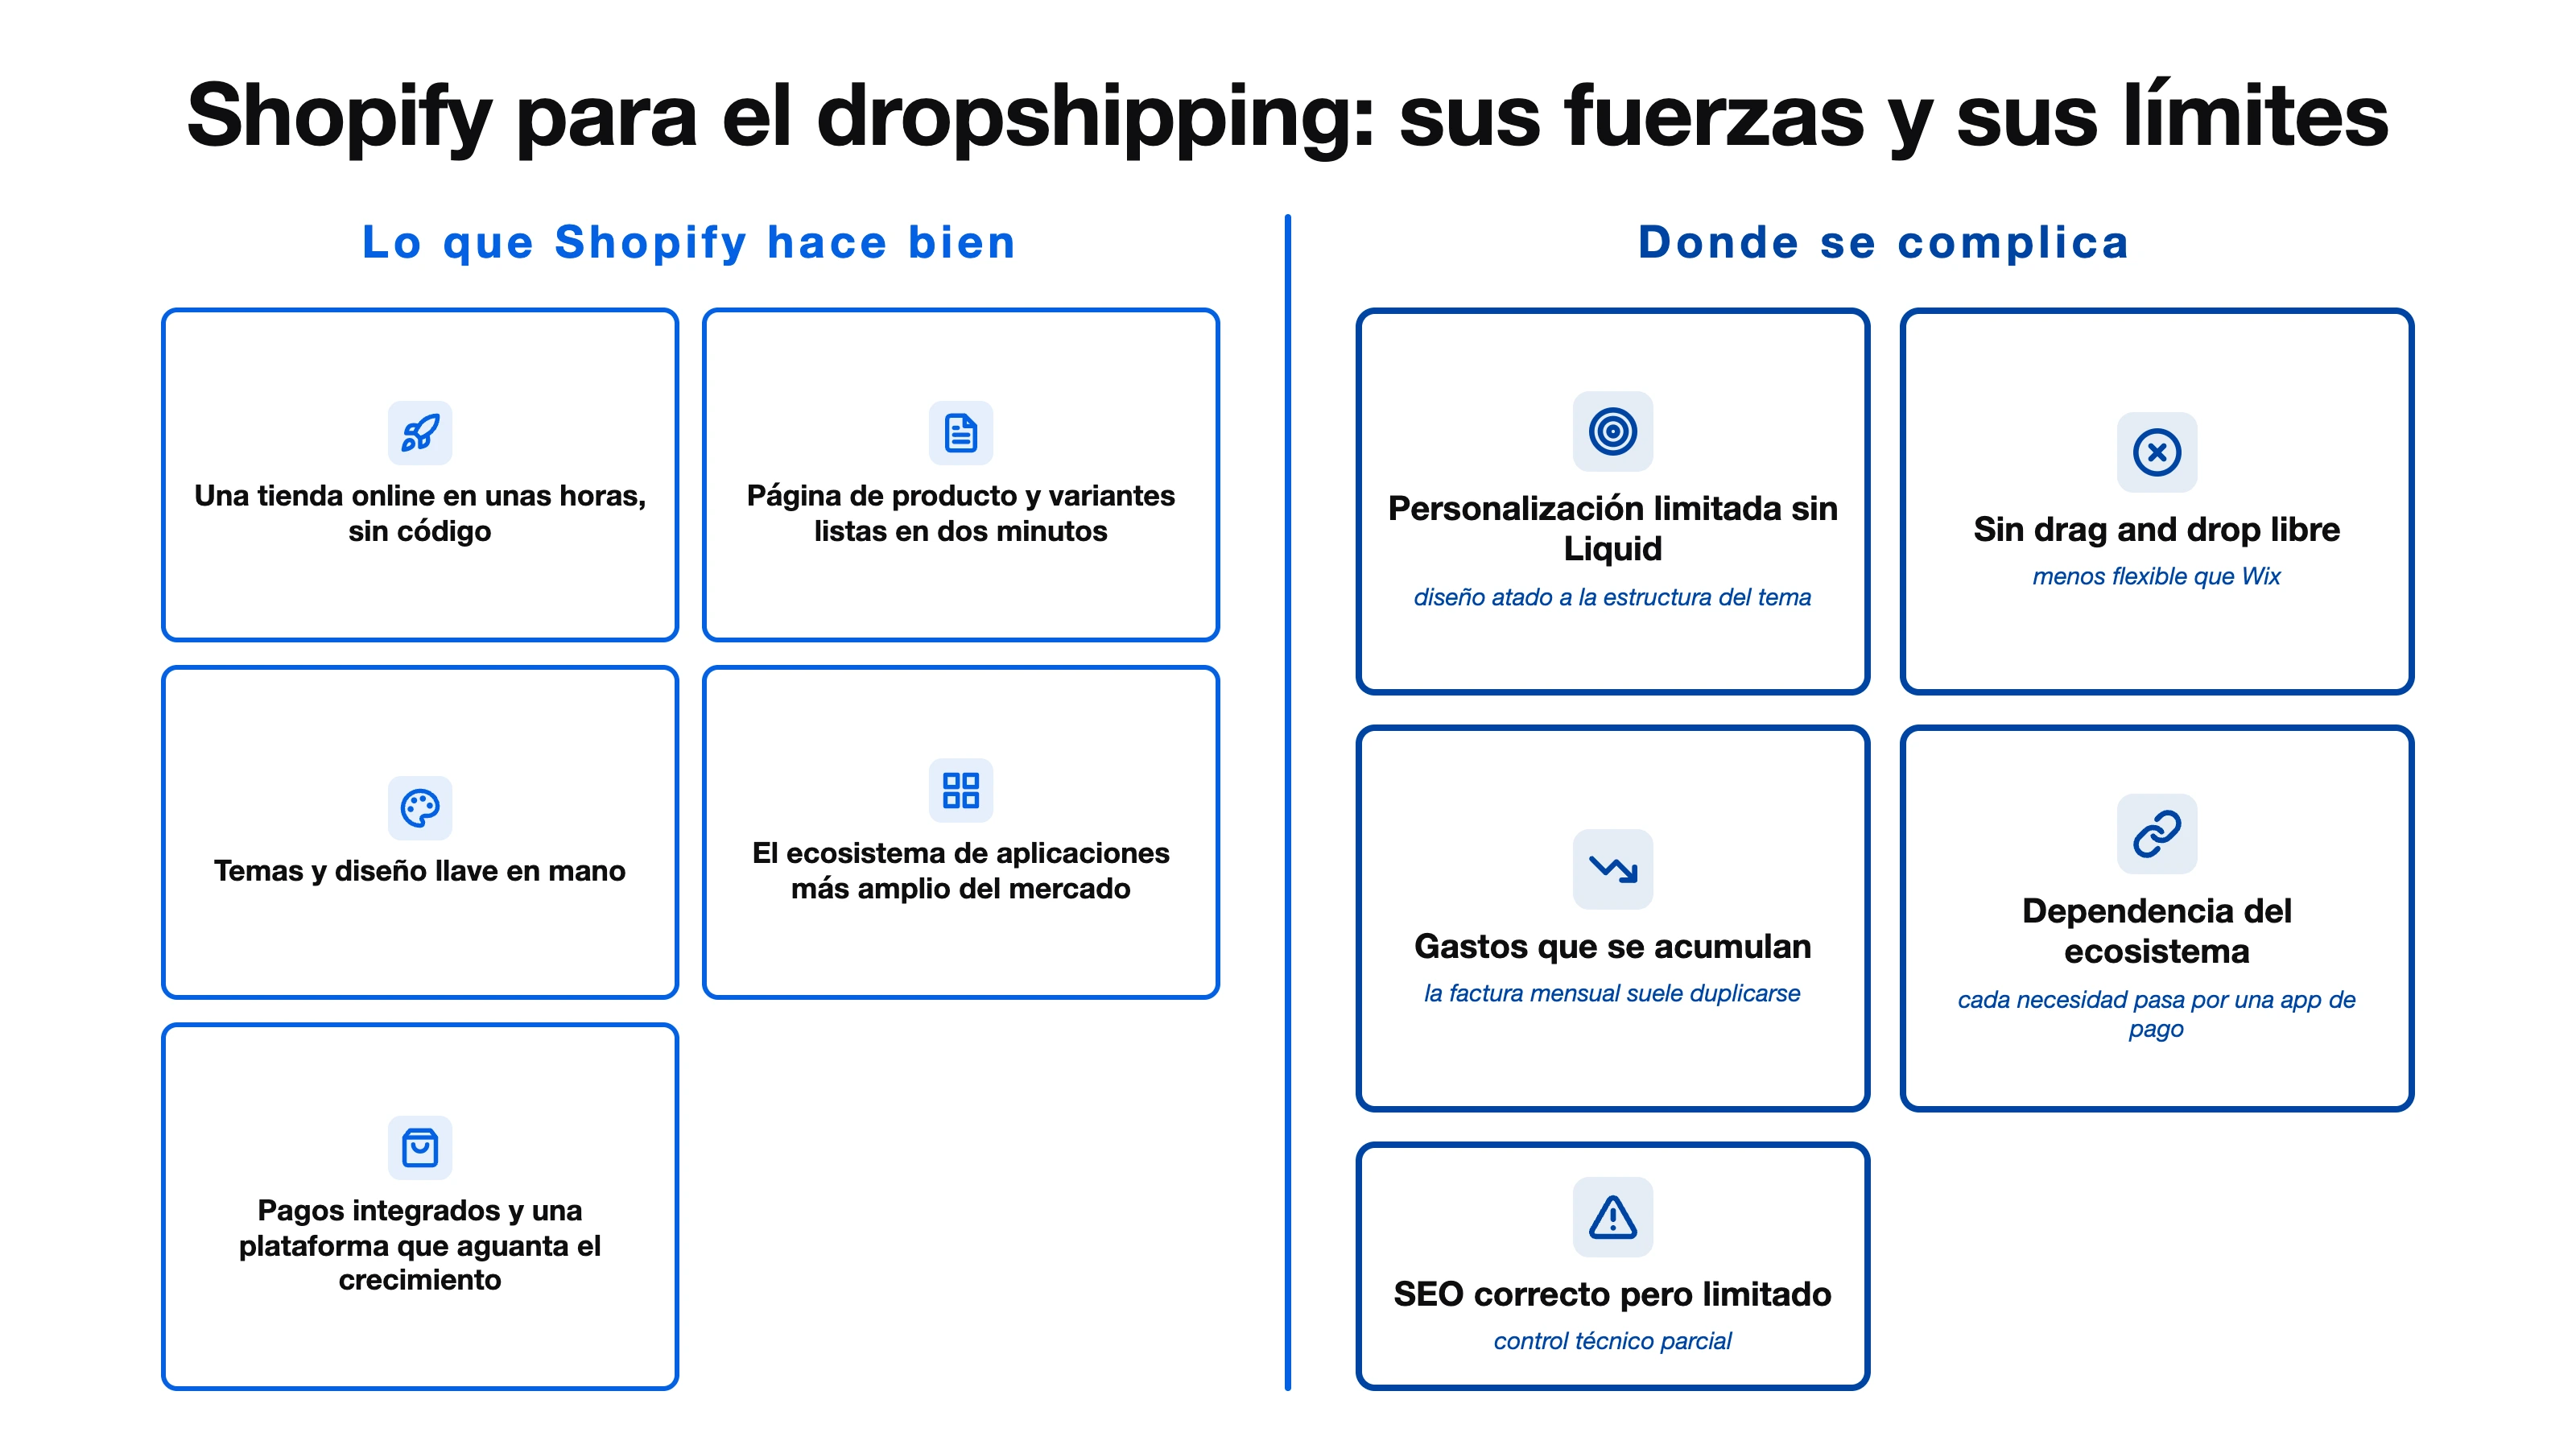 Shopify para el dropshipping: sus fuerzas y sus límites
Lo que Shopify hace bien
Una tienda online en unas horas,
sin código
Página de producto y variantes
listas en dos minutos
Temas y diseño llave en mano
El ecosistema de aplicaciones
más amplio del mercado
Pagos integrados y una
plataforma que aguanta el
crecimiento
Donde se complica
Personalización limitada sin
Liquid
diseño atado a la estructura del tema
Sin drag and drop libre
menos flexible que Wix
Gastos que se acumulan
la factura mensual suele duplicarse
Dependencia del
ecosistema
cada necesidad pasa por una app de
pago
SEO correcto pero limitado
control técnico parcial